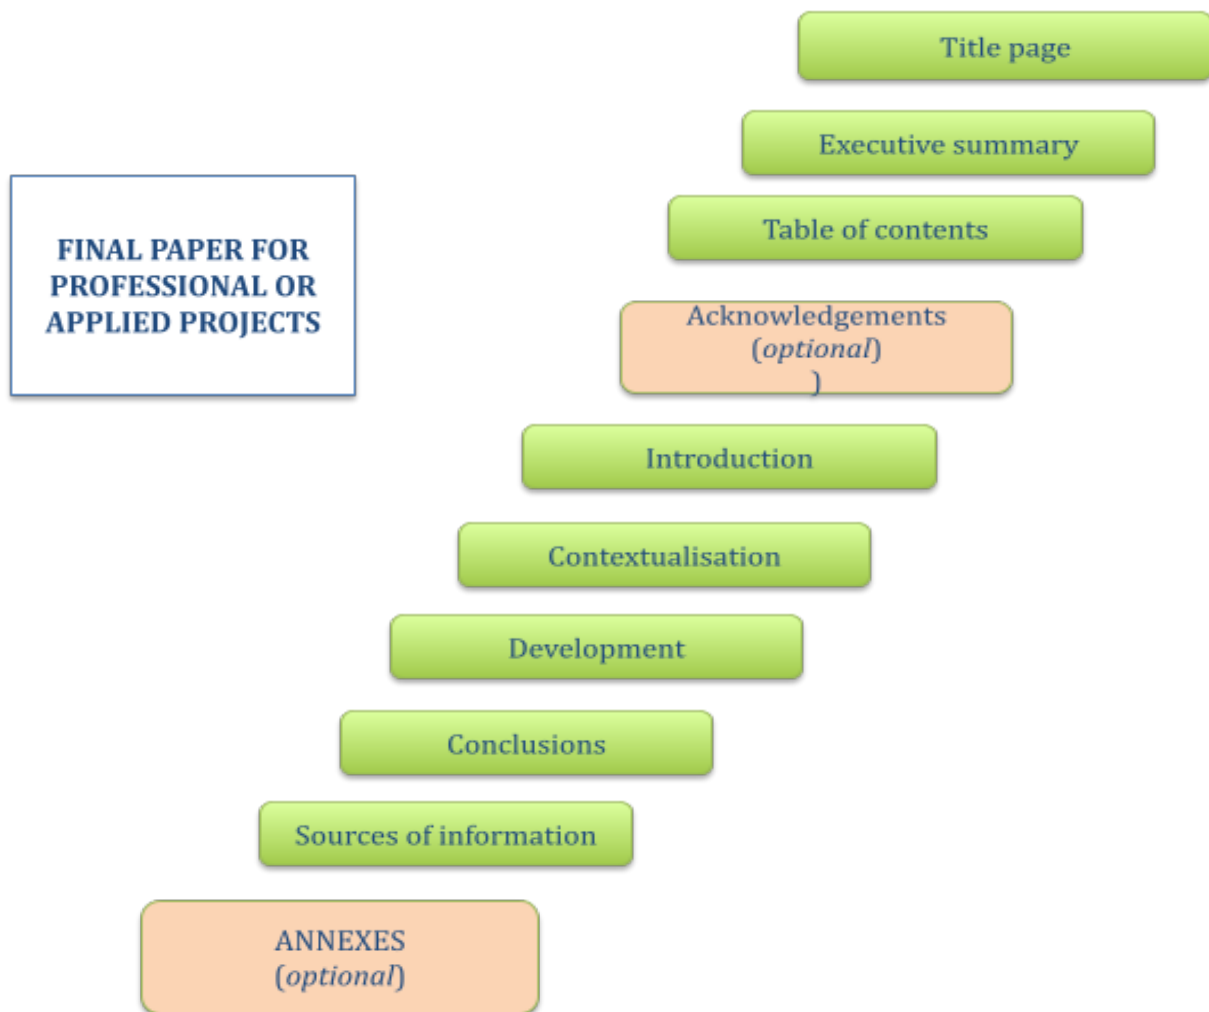 Title page
Executive summary
Table of contents
FINAL PAPER FOR
PROFESSIONAL OR
APPLIED PROJECTS
Acknowledgements
(optional)
)
Introduction
Contextualisation
Development
Conclusions
Sources of information
ANNEXES
(optional)